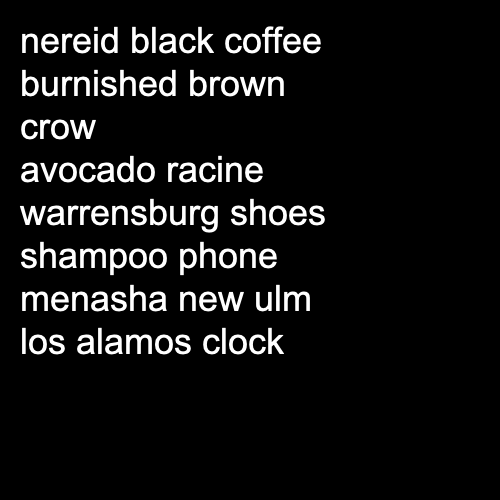 nereid black coffee
burnished brown
crow
avocado racine
warrensburg shoes
shampoo phone
menasha new ulm
los alamos clock